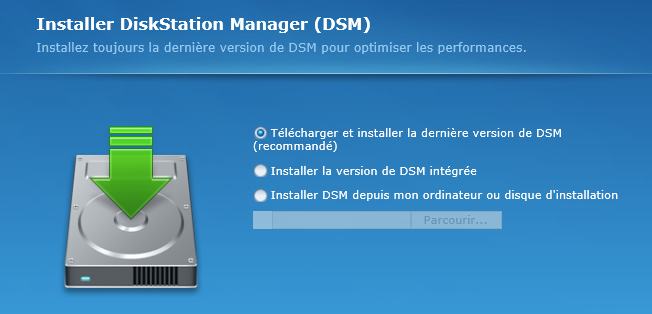 Installer DiskStation Manager (DSM)
Installez toujours la dernière version de DSM pour optimiser les performances.
Télécharger et installer la dernière version de DSM
(recommandé)
Installer la version de DSM intégrée
Installer DSM depuis mon ordinateur ou disque d'installation
Parcourir...